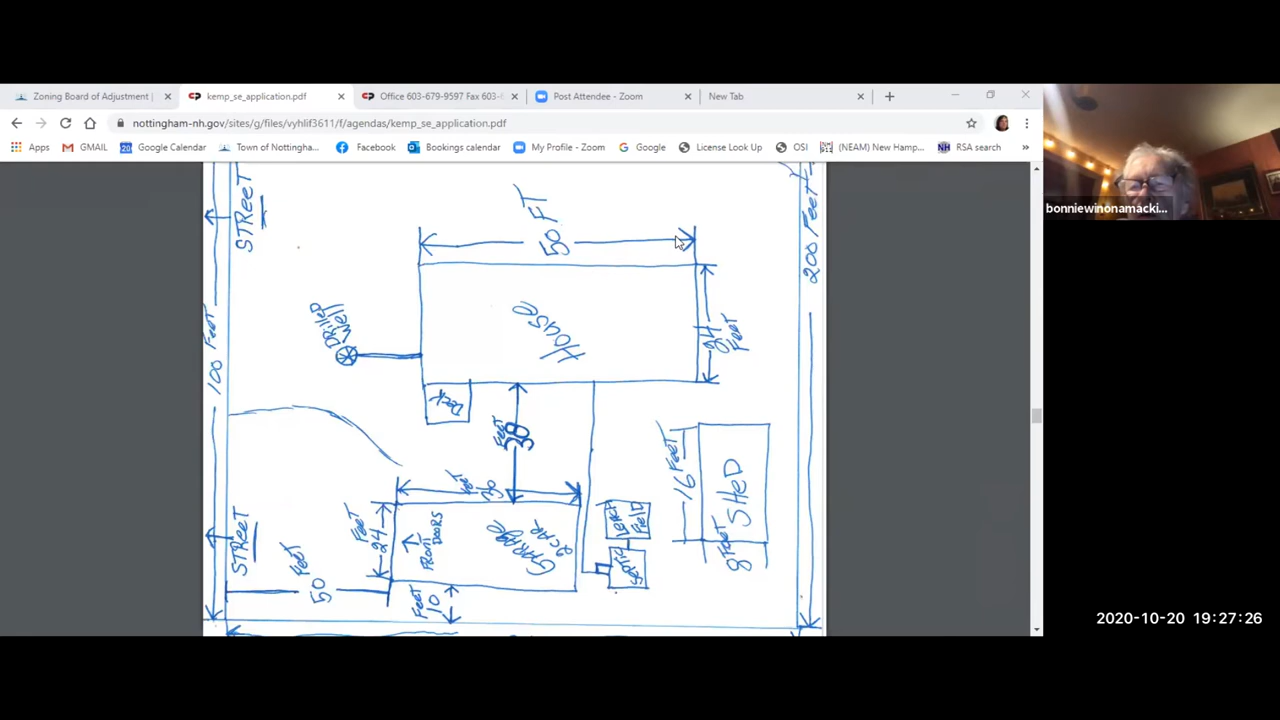 Zoning Board of Adjustment |
kemp_se_application.pdf
Office 603-679-9597 Fax 603-
Post Attendee - Zoom
New Tab
nottingham-nh.gov/sites/g/files/vyhlif3611/f/agendas/kemp_se_application.pdf
Apps
GMAIL
Google Calendar
Town of Nottingha...
Facebook
Bookings calendar
My Profile - Zoom
Google
License Look Up
OSI
(NEAM) New Hamp...
RSA search
bonniewinonamacki...
STREET
50 FT
200 FEET
DRILLED
WELL
House
24
FEET
100 FEET
Deck
FEET
38
FEET
30
16 FEET
SHED
8 FEET
FEET
24
FRONT
DOORS
GARAGE
2 CAR
LEACH
FIELD
SEPTIC
STREET
FEET
50
FEET
10
2020-10-20 19:27:26